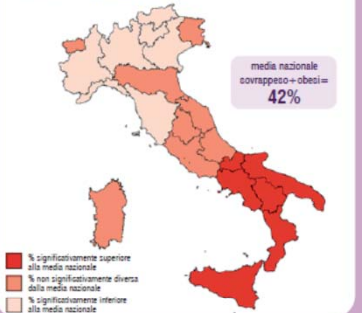 media nazionale
sovrappeso+obesi=
42%
% significativamente superiore
alla media nazionale
% non significativamente diversa
dalla media nazionale
% significativamente inferiore
alla media nazionale